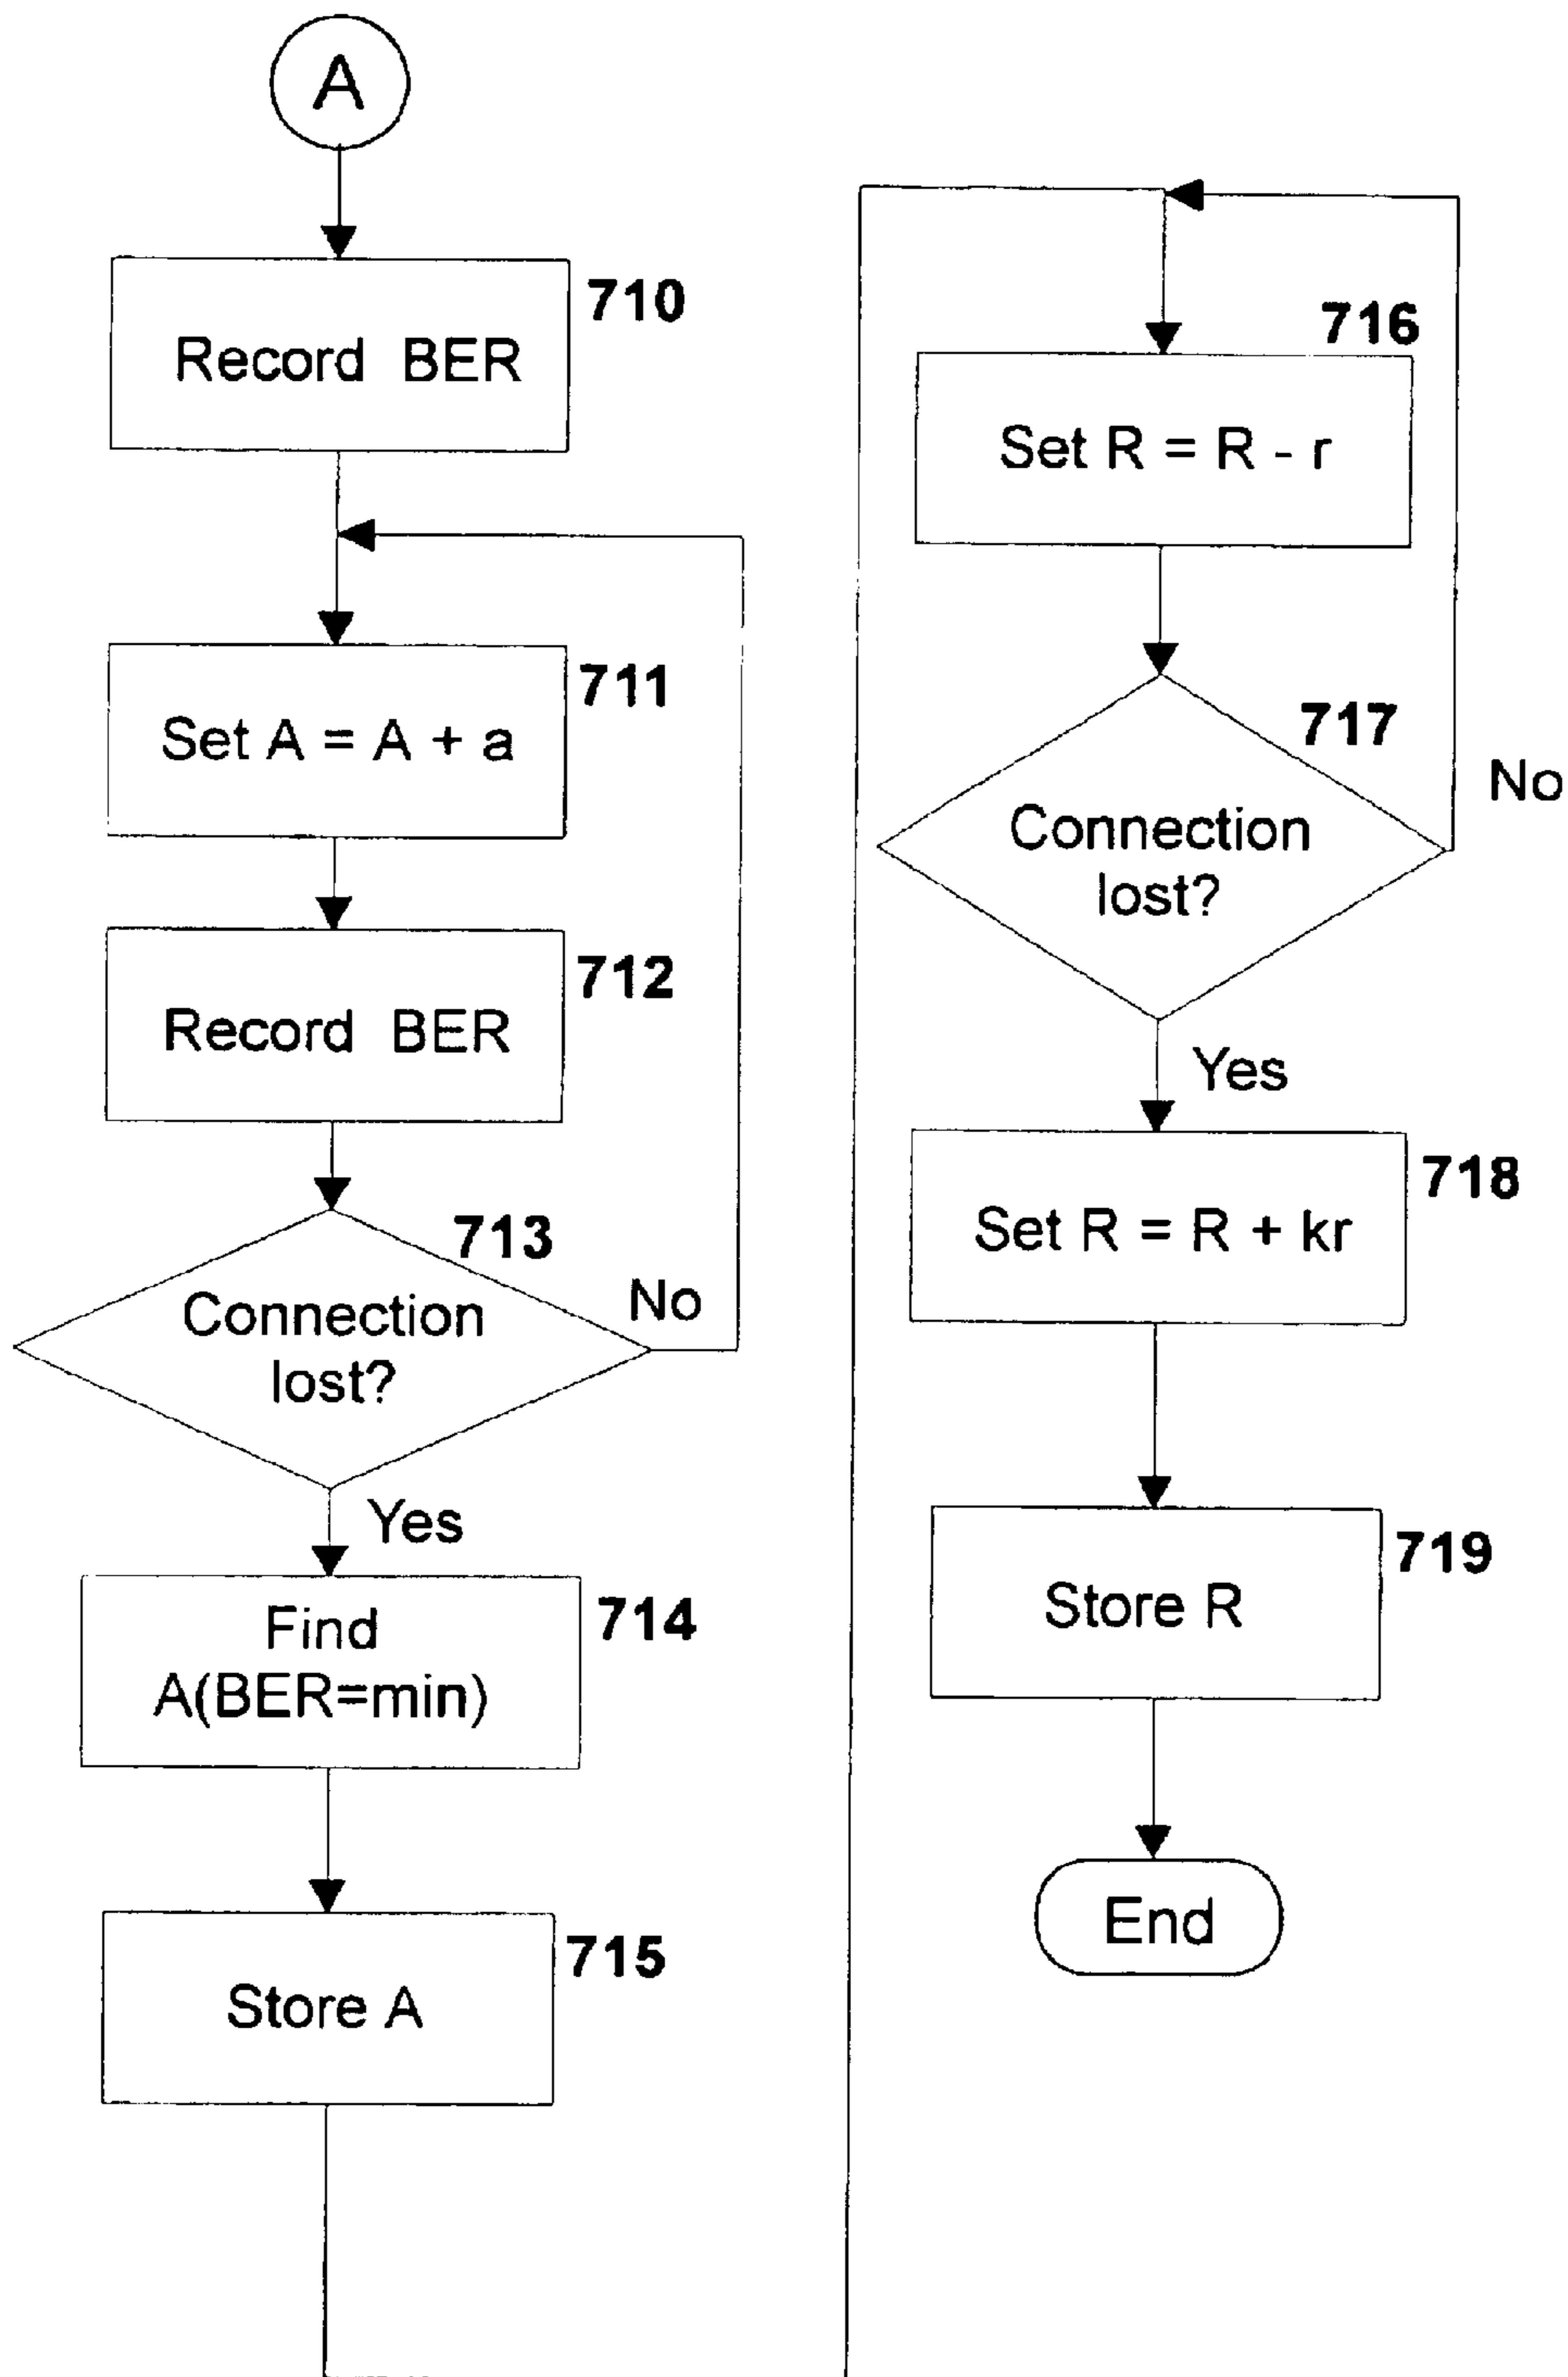 A
710
Record BER
711
Set A = A + a
712
Record BER
713
Connection
lost?
No
Yes
714
Find
A(BER=min)
715
Store A
716
Set R = R - r
717
Connection
lost?
No
Yes
718
Set R = R + kr
719
Store R
End